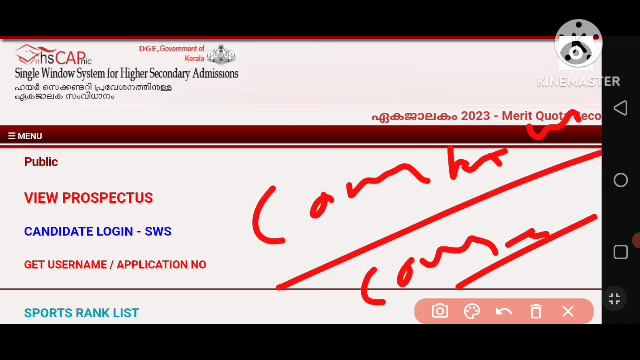 hsCAPnic
DGE, Government of
Kerala
Single Window System for Higher Secondary Admissions
ഹയർ സെക്കണ്ടറി പ്രവേശനത്തിനുള്ള
ഏകജാലക സംവിധാനം
KINEMASTER
ഏകജാലകം 2023 - Merit Quota
☰ MENU
Public
VIEW PROSPECTUS
CANDIDATE LOGIN - SWS
GET USERNAME / APPLICATION NO
SPORTS RANK LIST